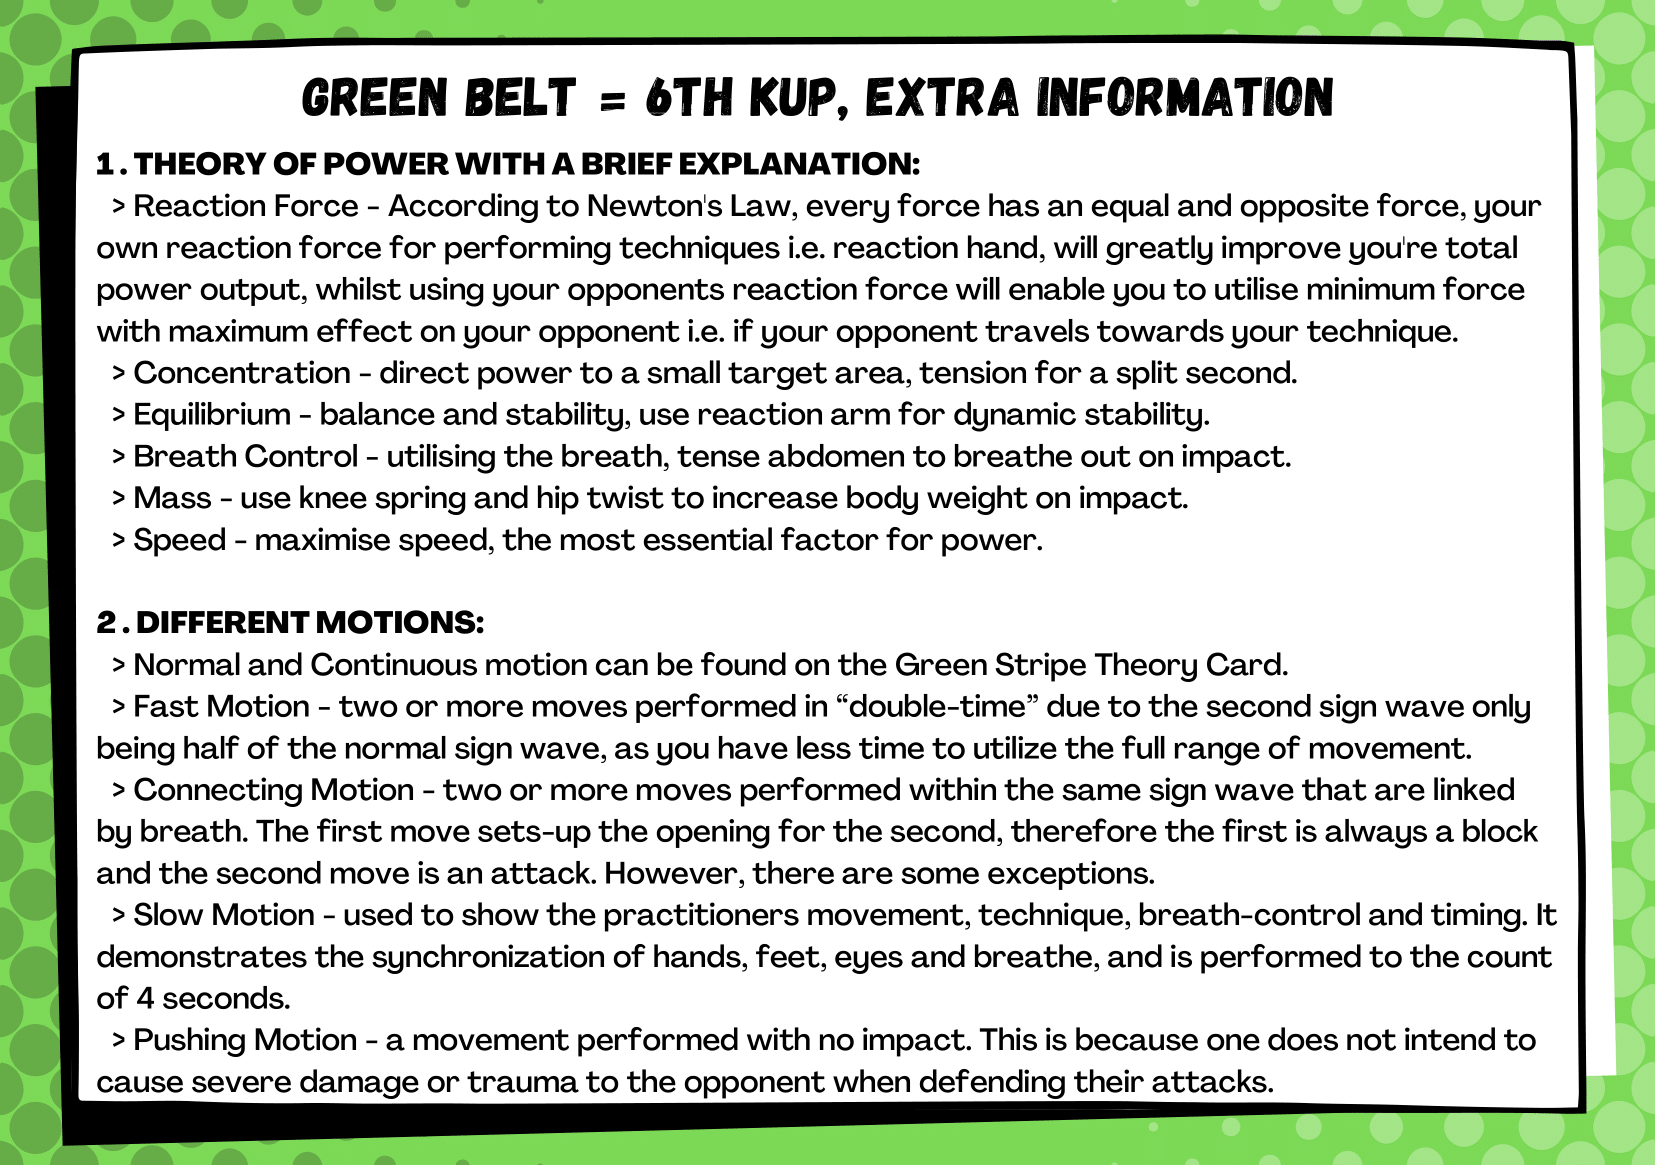 GREEN BELT = 6TH KUP, EXTRA INFORMATION
1. THEORY OF POWER WITH A BRIEF EXPLANATION:
> Reaction Force - According to Newton's Law, every force has an equal and opposite force, your
own reaction force for performing techniques i.e. reaction hand, will greatly improve you're total
power output, whilst using your opponents reaction force will enable you to utilise minimum force
with maximum effect on your opponent i.e. if your opponent travels towards your technique.
> Concentration - direct power to a small target area, tension for a split second.
> Equilibrium - balance and stability, use reaction arm for dynamic stability.
> Breath Control - utilising the breath, tense abdomen to breathe out on impact.
> Mass - use knee spring and hip twist to increase body weight on impact.
> Speed - maximise speed, the most essential factor for power.
2. DIFFERENT MOTIONS:
> Normal and Continuous motion can be found on the Green Stripe Theory Card.
> Fast Motion - two or more moves performed in “double-time” due to the second sign wave only
being half of the normal sign wave, as you have less time to utilize the full range of movement.
> Connecting Motion - two or more moves performed within the same sign wave that are linked
by breath. The first move sets-up the opening for the second, therefore the first is always a block
and the second move is an attack. However, there are some exceptions.
> Slow Motion - used to show the practitioners movement, technique, breath-control and timing. It
demonstrates the synchronization of hands, feet, eyes and breathe, and is performed to the count
of 4 seconds.
> Pushing Motion - a movement performed with no impact. This is because one does not intend to
cause severe damage or trauma to the opponent when defending their attacks.